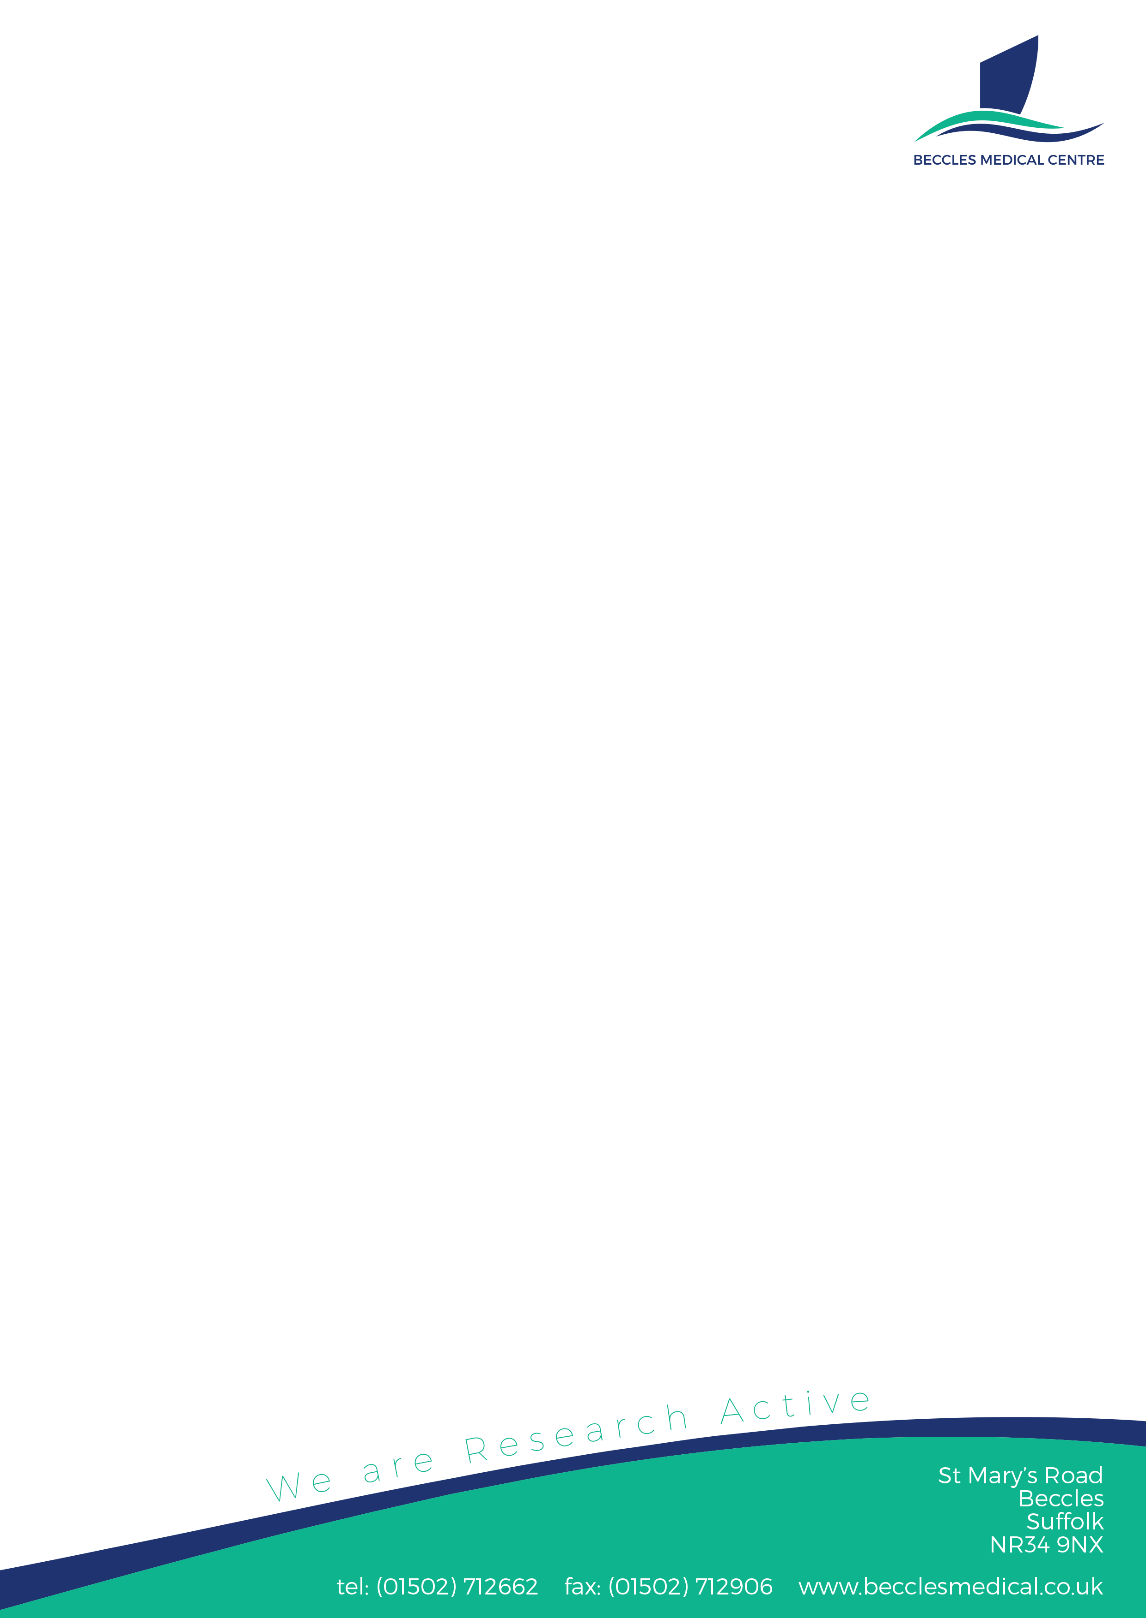 BECCLES MEDICAL CENTRE
We are Research Active
St Mary’s Road
Beccles
Suffolk
NR34 9NX
tel: (01502) 712662 fax: (01502) 712906 www.becclesmedical.co.uk